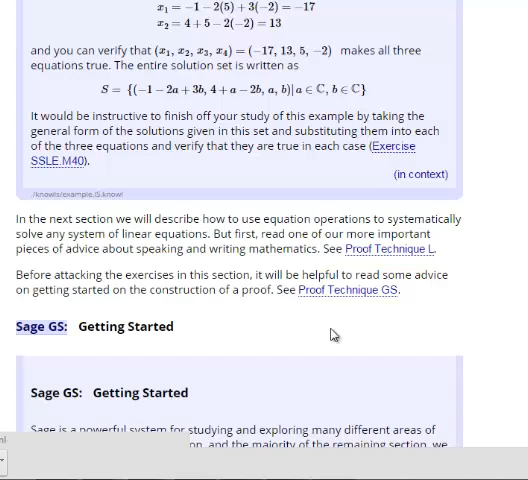 x₁ = −1 − 2(5) + 3(−2) = −17
x₂ = 4 + 5 − 2(−2) = 13
and you can verify that (x₁, x₂, x₃, x₄) = (−17, 13, 5, −2) makes all three
equations true. The entire solution set is written as
S = {(−1 − 2a + 3b, 4 + a − 2b, a, b)| a ∈ ℂ, b ∈ ℂ}
It would be instructive to finish off your study of this example by taking the
general form of the solutions given in this set and substituting them into each
of the three equations and verify that they are true in each case (Exercise
SSLE.M40).
(in context)
./knowls/example.IS.knowl
In the next section we will describe how to use equation operations to systematically
solve any system of linear equations. But first, read one of our more important
pieces of advice about speaking and writing mathematics. See Proof Technique L.
Before attacking the exercises in this section, it will be helpful to read some advice
on getting started on the construction of a proof. See Proof Technique GS.
Sage GS: Getting Started
Sage GS: Getting Started
Sage is a powerful system for studying and exploring many different areas of
on, and the majority of the remaining section, we